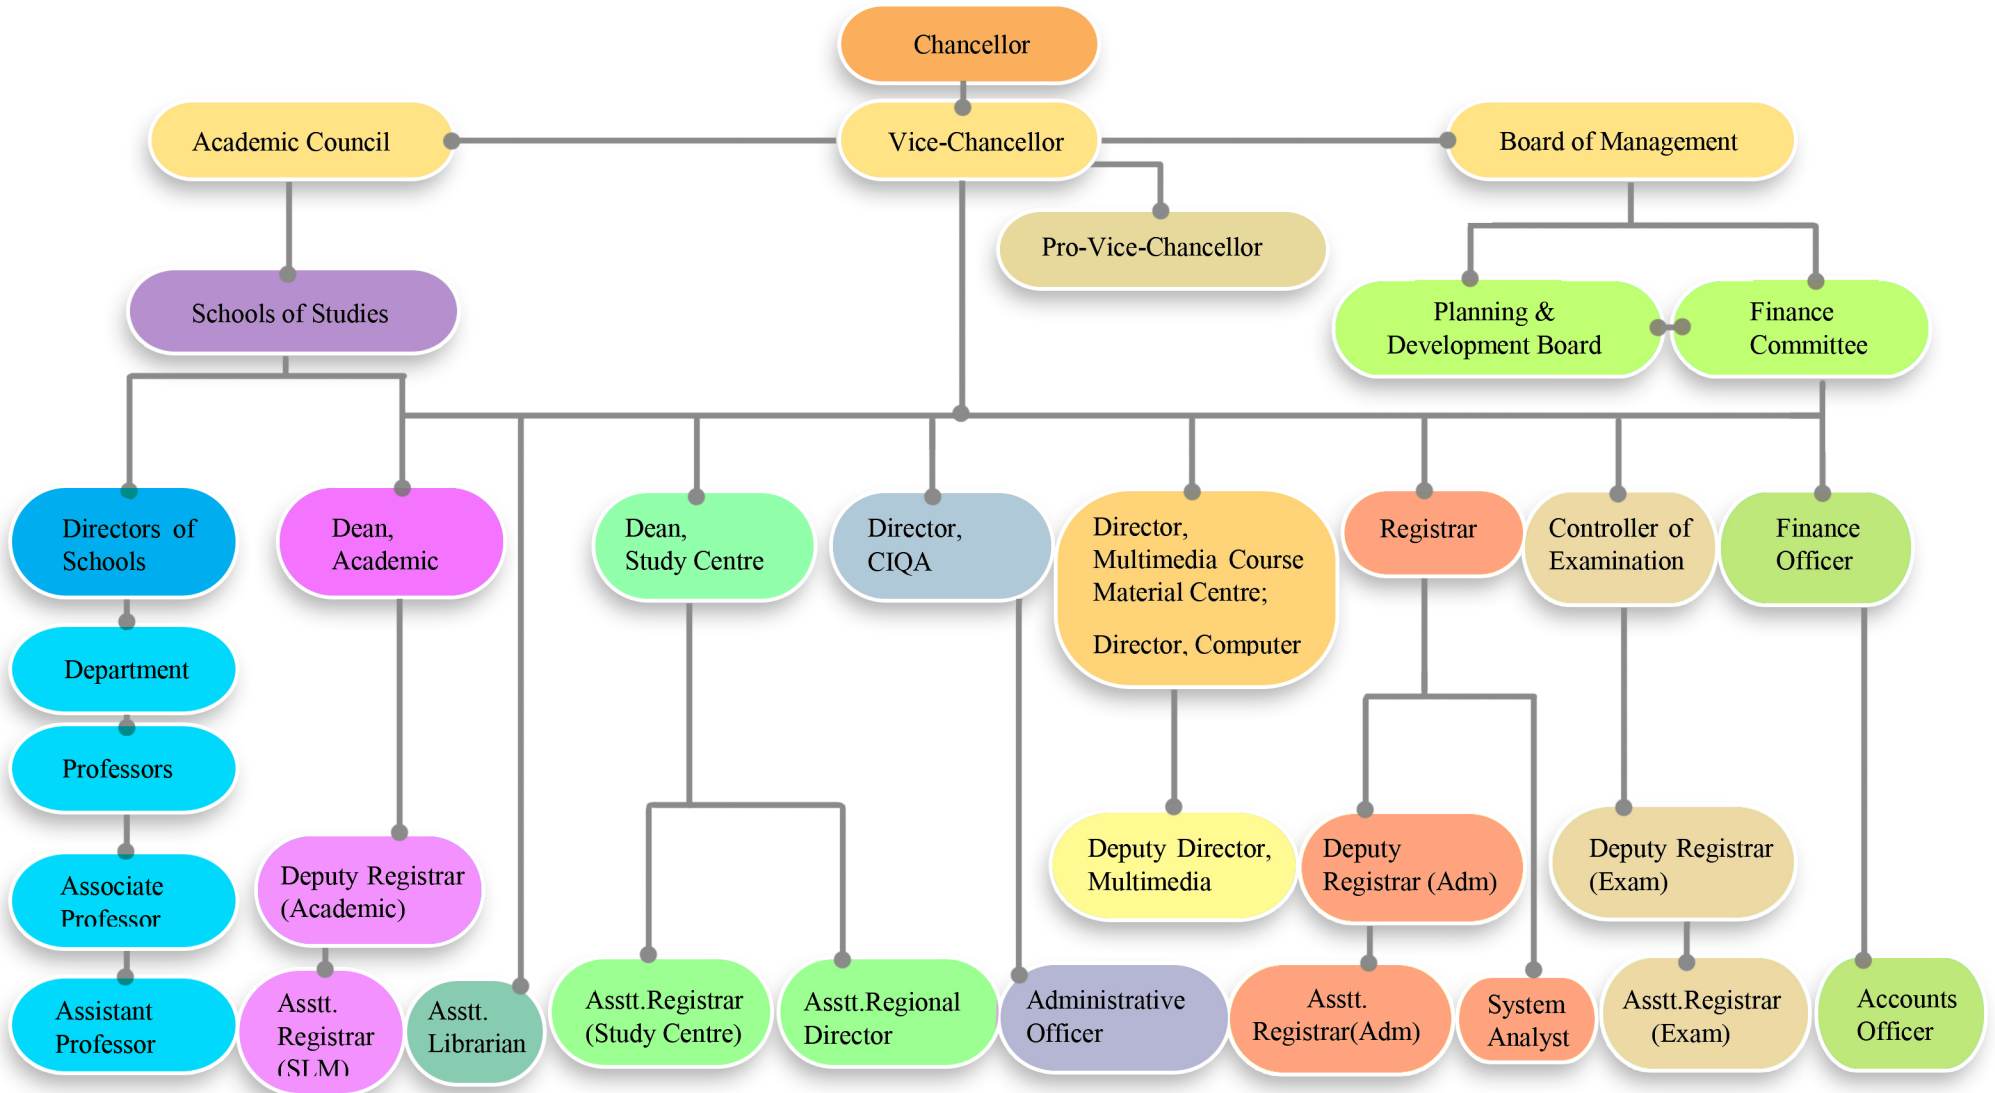 Chancellor
Academic Council
Vice-Chancellor
Board of Management
Pro-Vice-Chancellor
Schools of Studies
Planning &
Development Board
Finance
Committee
Directors of
Schools
Dean,
Academic
Dean,
Study Centre
Director,
CIQA
Director,
Multimedia Course
Material Centre;
Director, Computer
Registrar
Controller of
Examination
Finance
Officer
Department
Professors
Associate
Professor
Deputy Registrar
(Academic)
Deputy Director,
Multimedia
Deputy
Registrar (Adm)
Deputy Registrar
(Exam)
Assistant
Professor
Asstt.
Registrar
(SLM)
Asstt.
Librarian
Asstt.Registrar
(Study Centre)
Asstt.Regional
Director
Administrative
Officer
Asstt.
Registrar(Adm)
System
Analyst
Asstt.Registrar
(Exam)
Accounts
Officer